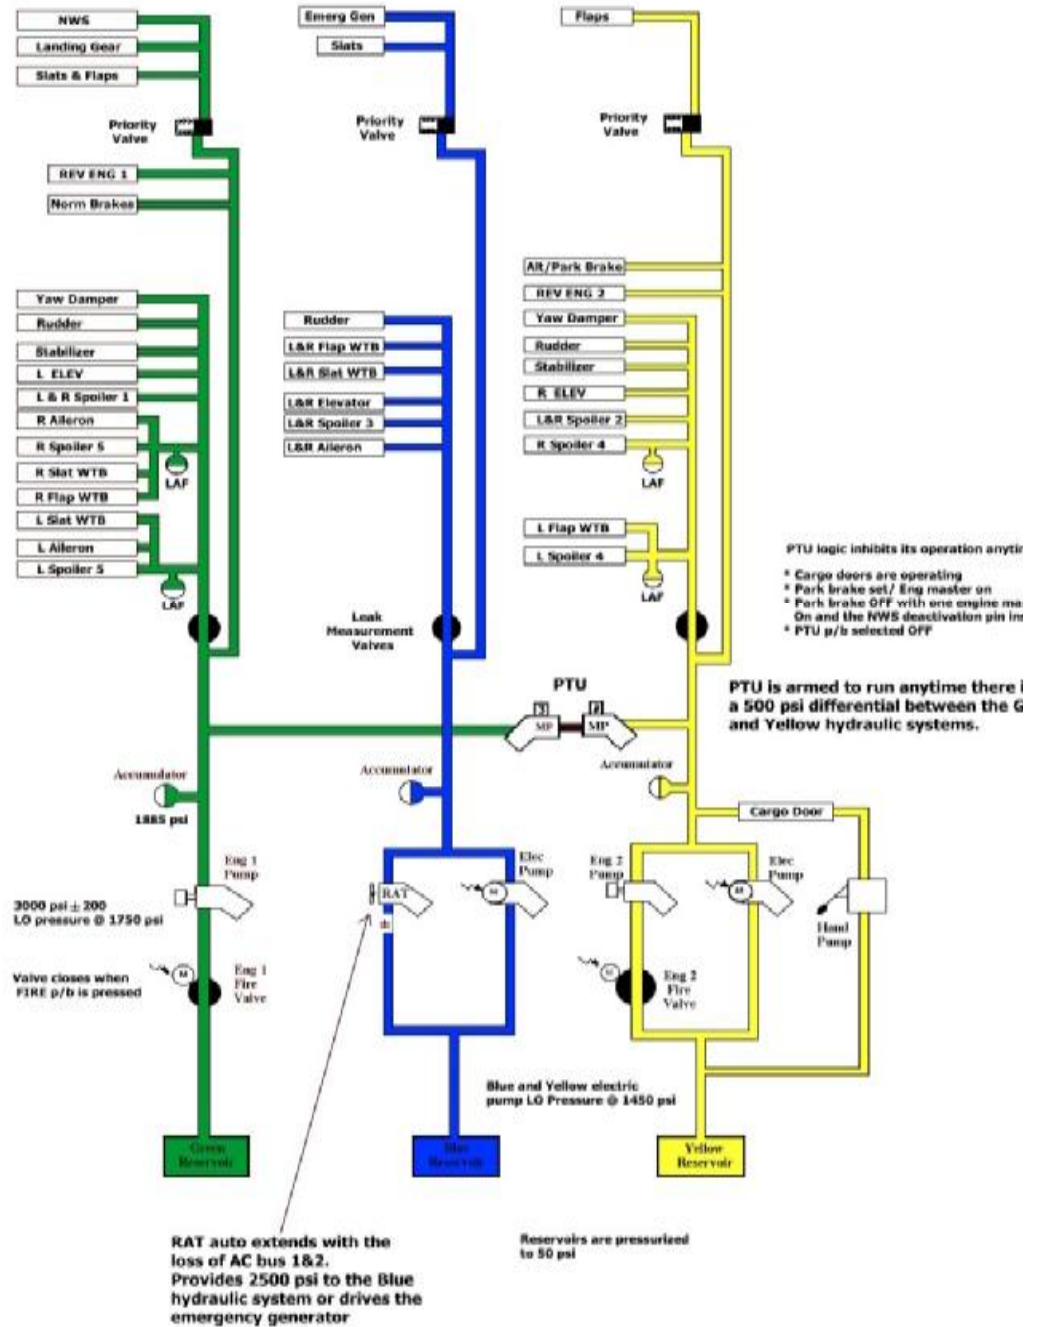 NWS
Landing Gear
Slats & Flaps
Priority
Valve
REV ENG 1
Norm Brakes
Yaw Damper
Rudder
Stabilizer
L ELEV
L & R Spoiler 1
R Aileron
R Spoiler 5
R Slat WTB
R Flap WTB
LAF
L Slat WTB
L Aileron
L Spoiler 5
LAF
Emerg Gen
Slats
Priority
Valve
Rudder
L&R Flap WTB
L&R Slat WTB
L&R Elevator
L&R Spoiler 3
L&R Aileron
Leak
Measurement
Valves
Flaps
Priority
Valve
Alt/Park Brake
REV ENG 2
Yaw Damper
Rudder
Stabilizer
R ELEV
L&R Spoiler 2
R Spoiler 4
LAF
L Flap WTB
L Spoiler 4
LAF
PTU logic inhibits its operation
* Cargo doors are operating
* Park brake set/ Eng master on
* Park brake OFF with one engine
On and the NWS deactivation pin
* PTU p/b selected OFF
PTU
MP
MP
PTU is armed to run anytime there
a 500 psi differential between the G
and Yellow hydraulic systems.
Accumulator
1885 psi
Accumulator
Accumulator
Cargo Door
Eng 1
Pump
3000 psi ± 200
LO pressure @ 1750 psi
RAT
Elec
Pump
M
Eng 2
Pump
Elec
Pump
M
Hand
Pump
Valve closes when
FIRE p/b is pressed
M
Eng 1
Fire
Valve
Eng 2
Fire
Valve
Blue and Yellow electric
pump LO Pressure @ 1450 psi
Green
Reservoir
Blue
Reservoir
Yellow
Reservoir
RAT auto extends with the
loss of AC bus 1&2.
Provides 2500 psi to the Blue
hydraulic system or drives the
emergency generator
Reservoirs are pressurized
to 50 psi